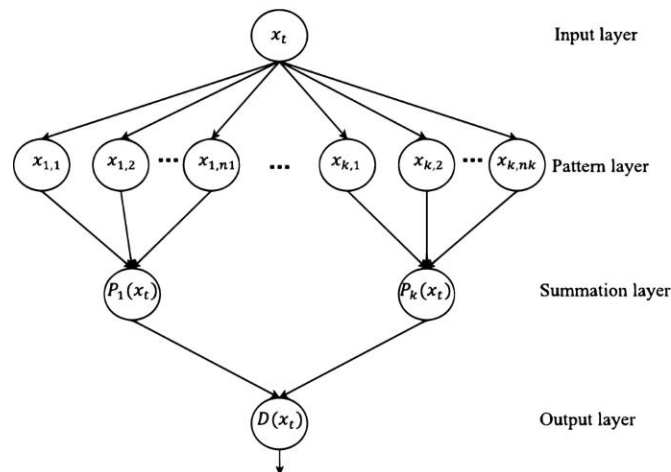 x_t Input layer
x_{1,1} x_{1,2} ... x_{1,n1} ... x_{k,1} x_{k,2} ... x_{k,nk} Pattern layer
P_1(x_t) P_k(x_t) Summation layer
D(x_t) Output layer